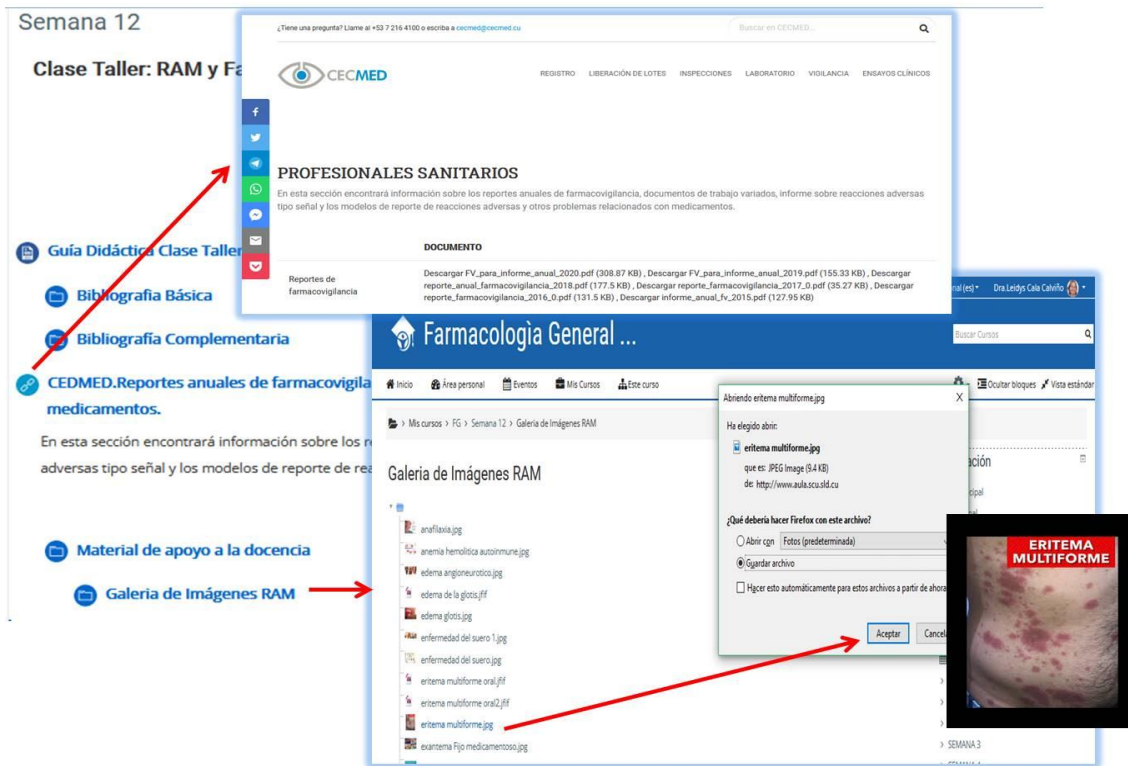 Semana 12
Clase Taller: RAM y Fa
Guía Didáctica Clase Taller
Bibliografia Básica
Bibliografía Complementaria
CEDMED.Reportes anuales de farmacovigila
medicamentos.
En esta sección encontrará información sobre los r
adversas tipo señal y los modelos de reporte de rea
Material de apoyo a la docencia
Galeria de Imágenes RAM
¿Tiene una pregunta? Llame al +53 7 216 4100 o escriba a cecmed@cecmed.cu
Buscar en CECMED...
CECMED
REGISTRO LIBERACIÓN DE LOTES INSPECCIONES LABORATORIO VIGILANCIA ENSAYOS CLÍNICOS
PROFESIONALES SANITARIOS
En esta sección encontrará información sobre los reportes anuales de farmacovigilancia, documentos de trabajo variados, informe sobre reacciones adversas
tipo señal y los modelos de reporte de reacciones adversas y otros problemas relacionados con medicamentos.
DOCUMENTO
Reportes de
farmacovigilancia
Descargar FV_para_informe_anual_2020.pdf (308.87 KB) , Descargar FV_para_informe_anual_2019.pdf (155.33 KB) , Descargar
reporte_anual_farmacovigilancia_2018.pdf (177.5 KB) , Descargar reporte_farmacovigilancia_2017_0.pdf (35.27 KB) , Descargar
reporte_farmacovigilancia_2016_0.pdf (131.5 KB) , Descargar informe_anual_fv_2015.pdf (127.95 KB)
nal (es) Dra.Leidys Cala Calviño
Farmacologìa General ...
Buscar Cursos
Inicio Área personal Eventos Mis Cursos Este curso
Ocultar bloques Vista estándar
> Mis cursos > FG > Semana 12 > Galeria de Imágenes RAM
Galeria de Imágenes RAM
anafilaxia.jpg
anemia hemolitica autoinmune.jpg
edema angioneurotico.jpg
edema de la glotis.jfif
edema glotis.jpg
enfermedad del suero 1.jpg
enfermedad del suero.jpg
eritema multiforme oral.jfif
eritema multiforme oral2.jfif
eritema multiforme.jpg
exantema Fijo medicamentoso.jpg
Abriendo eritema multiforme.jpg X
Ha elegido abrir:
eritema multiforme.jpg
que es: JPEG Image (9.4 KB)
de: http://www.aula.scu.sld.cu
¿Qué debería hacer Firefox con este archivo?
Abrir con Fotos (predeterminada)
Guardar archivo
Hacer esto automáticamente para estos archivos a partir de ahora
Aceptar Cancela
ación
cipal
> SEMANA 3
ERITEMA
MULTIFORME